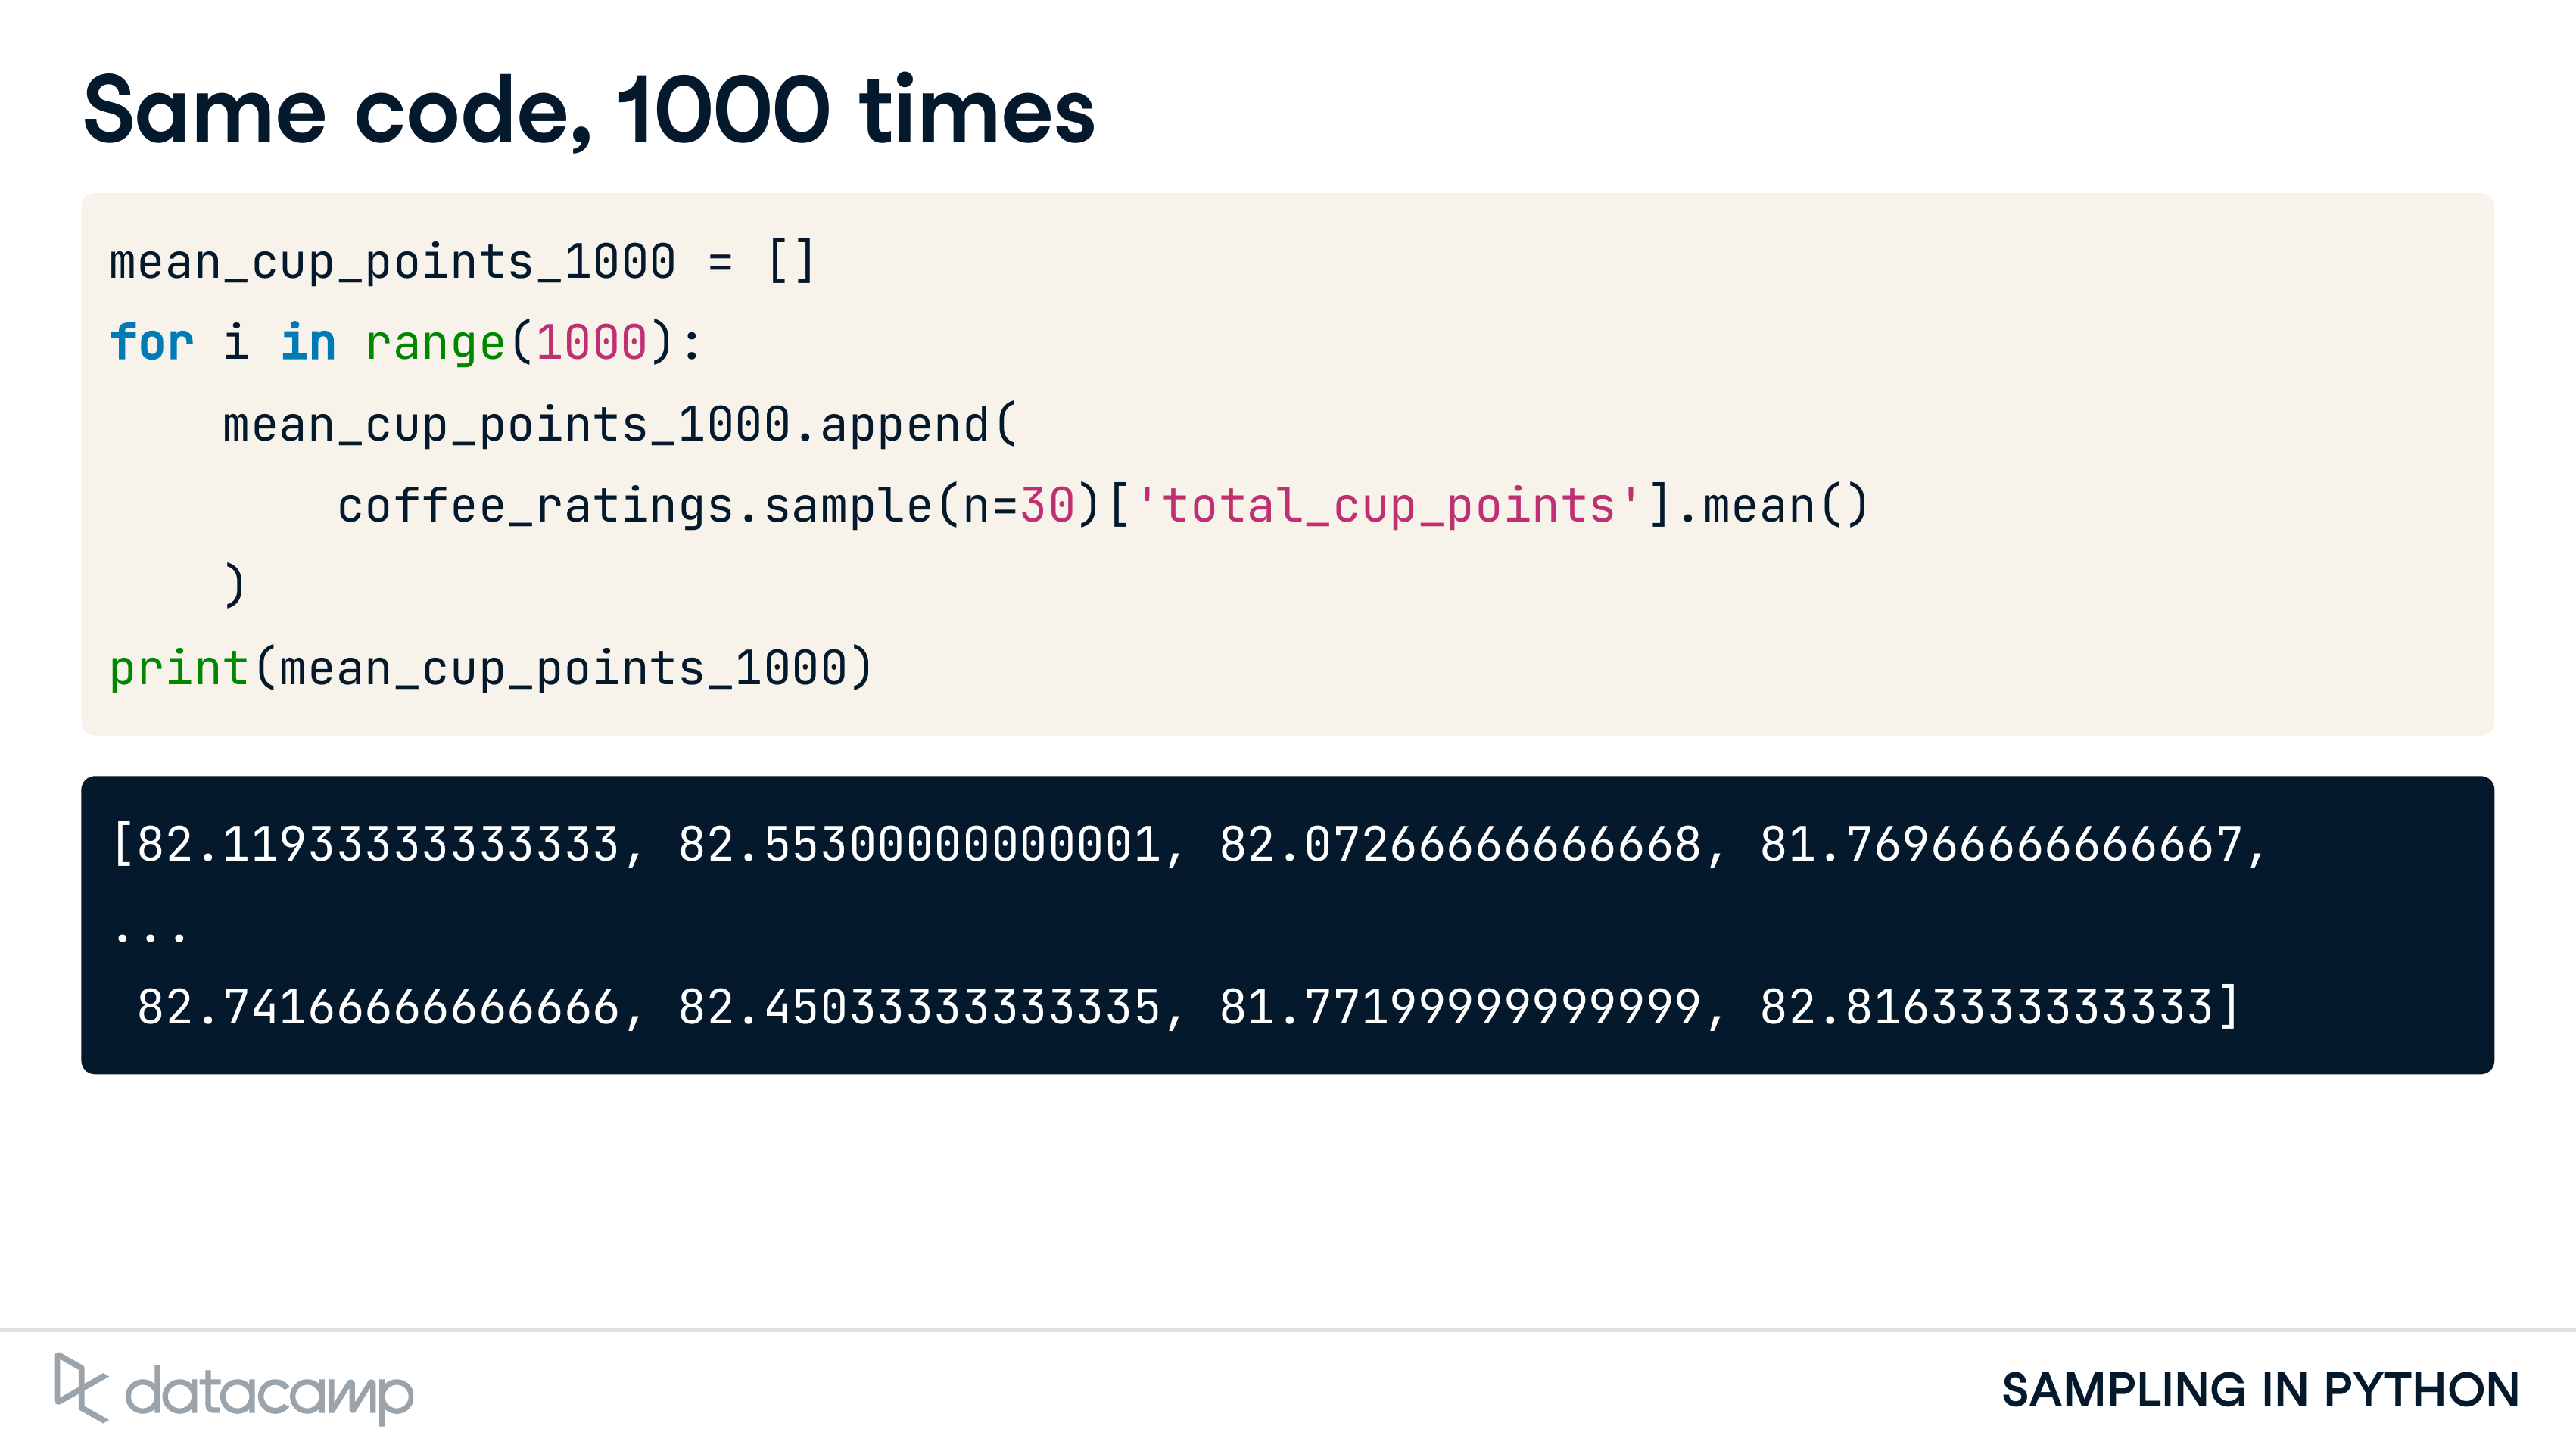 Same code, 1000 times
mean_cup_points_1000 = []
for i in range(1000):
    mean_cup_points_1000.append(
        coffee_ratings.sample(n=30)['total_cup_points'].mean()
    )
print(mean_cup_points_1000)
[82.11933333333333, 82.55300000000001, 82.07266666666668, 81.76966666666667,
...
 82.74166666666666, 82.45033333333335, 81.77199999999999, 82.8163333333333]
datacamp
SAMPLING IN PYTHON